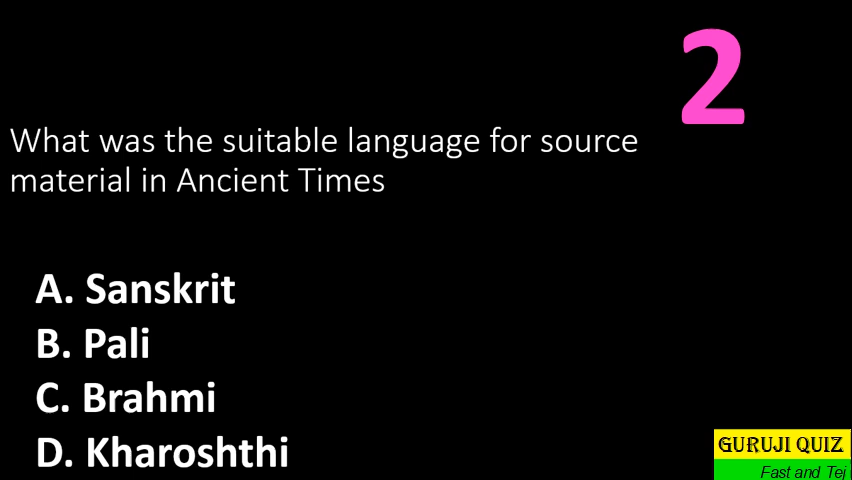 2
What was the suitable language for source
material in Ancient Times
A. Sanskrit
B. Pali
C. Brahmi
D. Kharoshthi
GURUJI QUIZ
Fast and Tej